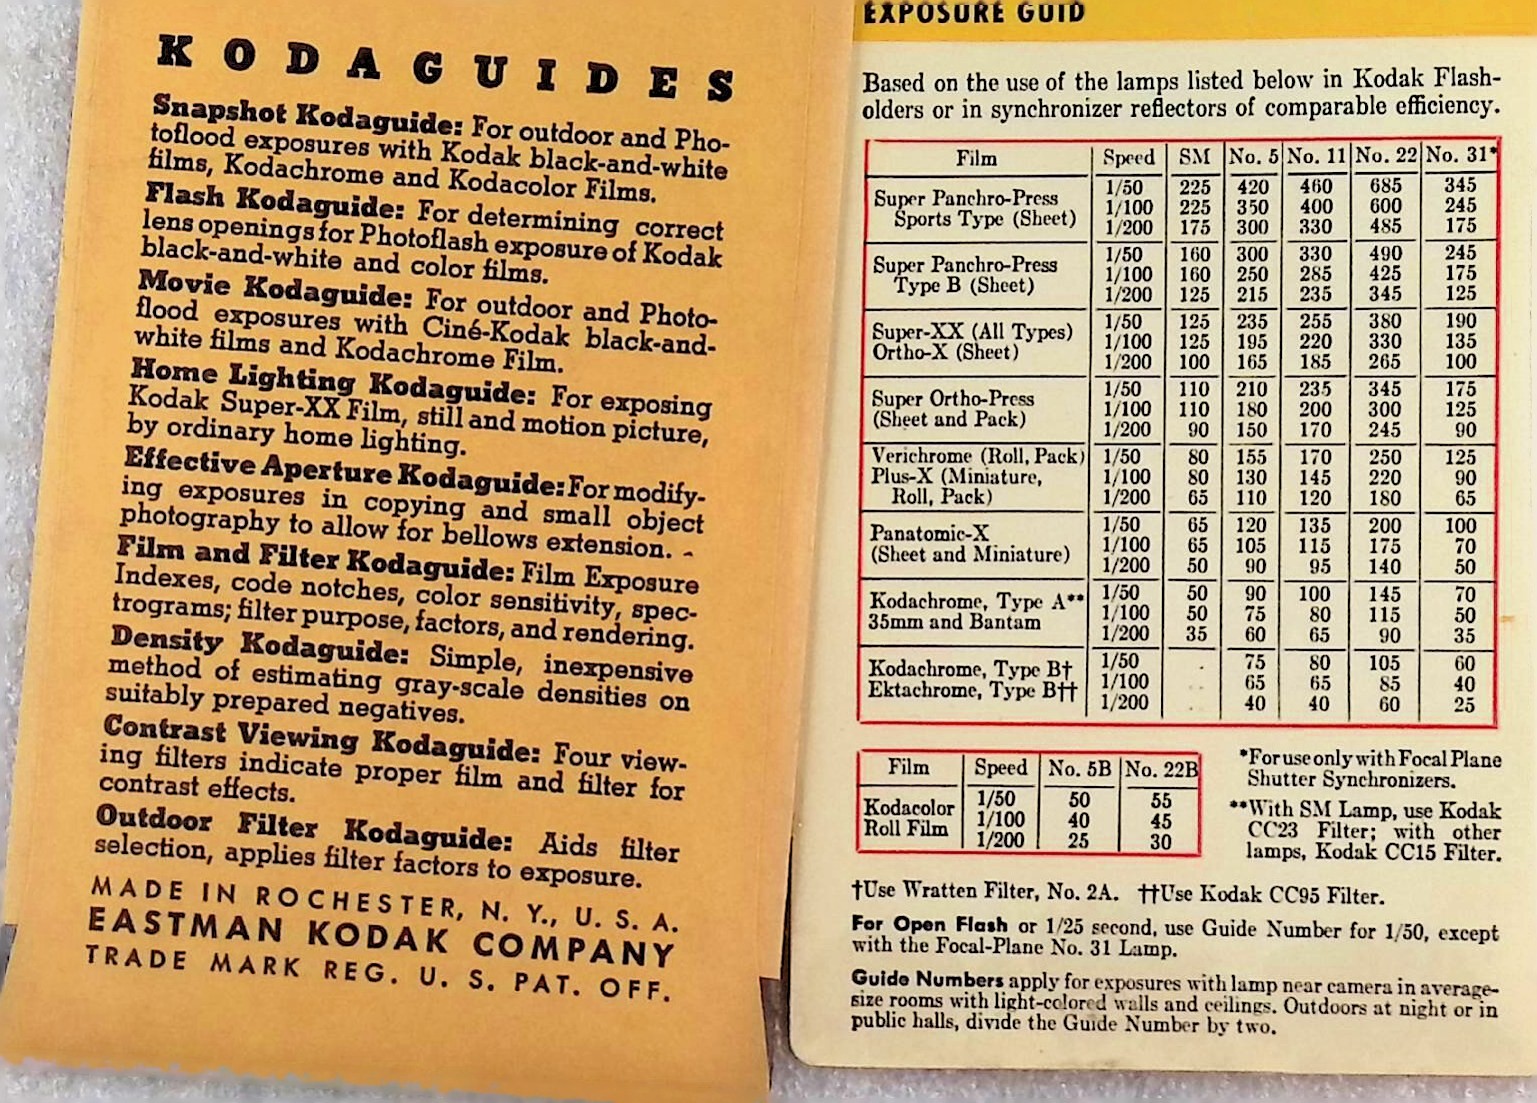 KODAGUIDES
Snapshot Kodaguide: For outdoor and Pho-
toflood exposures with Kodak black-and-white
films, Kodachrome and Kodacolor Films.
Flash Kodaguide: For determining correct
lens openings for Photoflash exposure of Kodak
black-and-white and color films.
Movie Kodaguide: For outdoor and Photo-
flood exposures with Ciné-Kodak black-and-
white films and Kodachrome Film.
Home Lighting Kodaguide: For exposing
Kodak Super-XX Film, still and motion picture,
by ordinary home lighting.
Effective Aperture Kodaguide: For modify-
ing exposures in copying and small object
photography to allow for bellows extension.
Film and Filter Kodaguide: Film Exposure
Indexes, code notches, color sensitivity, spec-
trograms; filter purpose, factors, and rendering.
Density Kodaguide: Simple, inexpensive
method of estimating gray-scale densities on
suitably prepared negatives.
Contrast Viewing Kodaguide: Four view-
ing filters indicate proper film and filter for
contrast effects.
Outdoor Filter Kodaguide: Aids filter
selection, applies filter factors to exposure.
MADE IN ROCHESTER, N. Y., U. S. A.
EASTMAN KODAK COMPANY
TRADE MARK REG. U. S. PAT. OFF.
EXPOSURE GUID
Based on the use of the lamps listed below in Kodak Flash-
olders or in synchronizer reflectors of comparable efficiency.
Film Speed SM No. 5 No. 11 No. 22 No. 31*
Super Panchro-Press Sports Type (Sheet)
1/50 225 420 460 685 345
1/100 225 350 400 600 245
1/200 175 300 330 485 175
Super Panchro-Press Type B (Sheet)
1/50 160 300 330 490 245
1/100 160 250 285 425 175
1/200 125 215 235 345 125
Super-XX (All Types) Ortho-X (Sheet)
1/50 125 235 255 380 190
1/100 125 195 220 330 135
1/200 100 165 185 265 100
Super Ortho-Press (Sheet and Pack)
1/50 110 210 235 345 175
1/100 110 180 200 300 125
1/200 90 150 170 245 90
Verichrome (Roll, Pack) 1/50 80 155 170 250 125
Plus-X (Miniature, 1/100 80 130 145 220 90
Roll, Pack) 1/200 65 110 120 180 65
Panatomic-X (Sheet and Miniature)
1/50 65 120 135 200 100
1/100 65 105 115 175 70
1/200 50 90 95 140 50
Kodachrome, Type A** 35mm and Bantam
1/50 50 90 100 145 70
1/100 50 75 80 115 50
1/200 35 60 65 90 35
Kodachrome, Type B† Ektachrome, Type B††
1/50 75 80 105 60
1/100 65 65 85 40
1/200 40 40 60 25
Film Speed No. 5B No. 22B
Kodacolor Roll Film
1/50 50 55
1/100 40 45
1/200 25 30
*For use only with Focal Plane
Shutter Synchronizers.
**With SM Lamp, use Kodak
CC23 Filter; with other
lamps, Kodak CC15 Filter.
†Use Wratten Filter, No. 2A. ††Use Kodak CC95 Filter.
For Open Flash or 1/25 second, use Guide Number for 1/50, except
with the Focal-Plane No. 31 Lamp.
Guide Numbers apply for exposures with lamp near camera in average-
size rooms with light-colored walls and ceilings. Outdoors at night or in
public halls, divide the Guide Number by two.